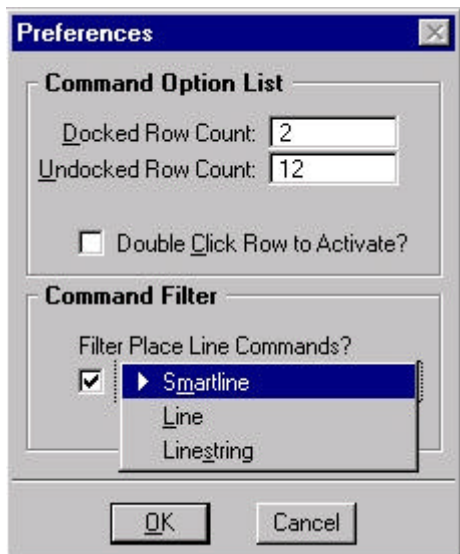 Preferences
Command Option List
Docked Row Count: 2
Undocked Row Count: 12
Double Click Row to Activate?
Command Filter
Filter Place Line Commands?
Smartline
Line
Linestring
OK Cancel